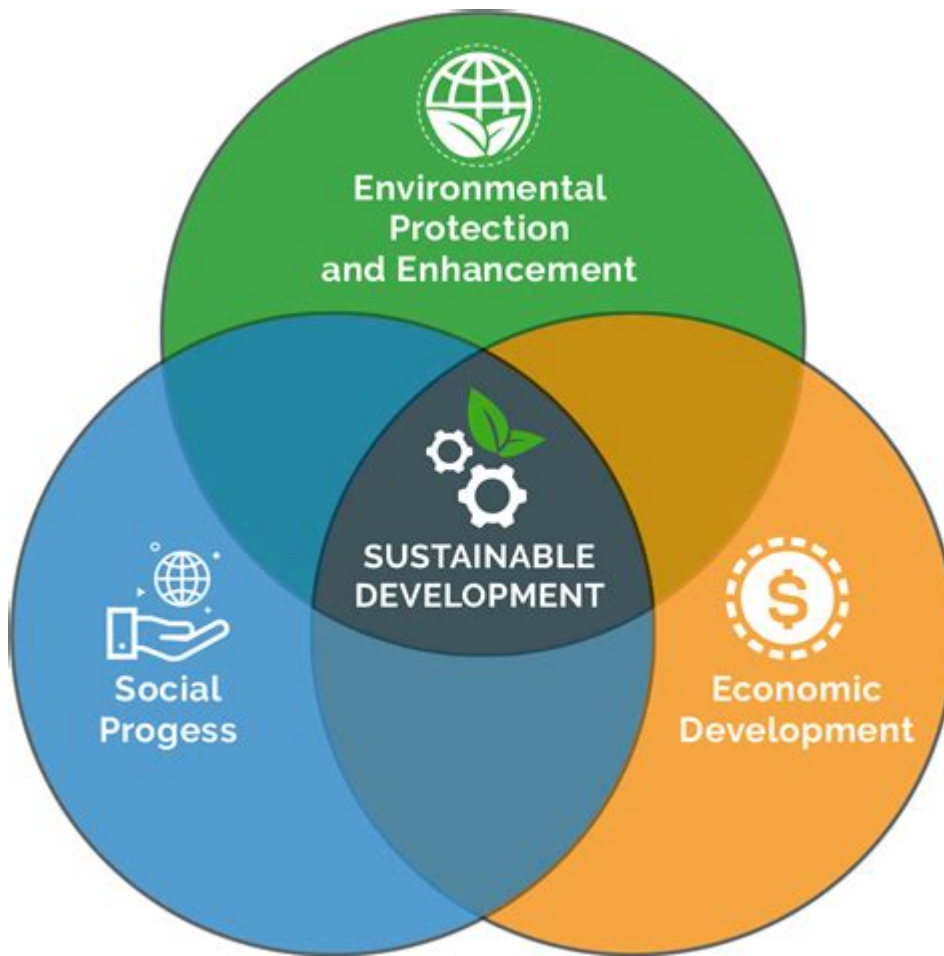 Environmental
Protection
and Enhancement
SUSTAINABLE
DEVELOPMENT
Social
Progess
$
Economic
Development